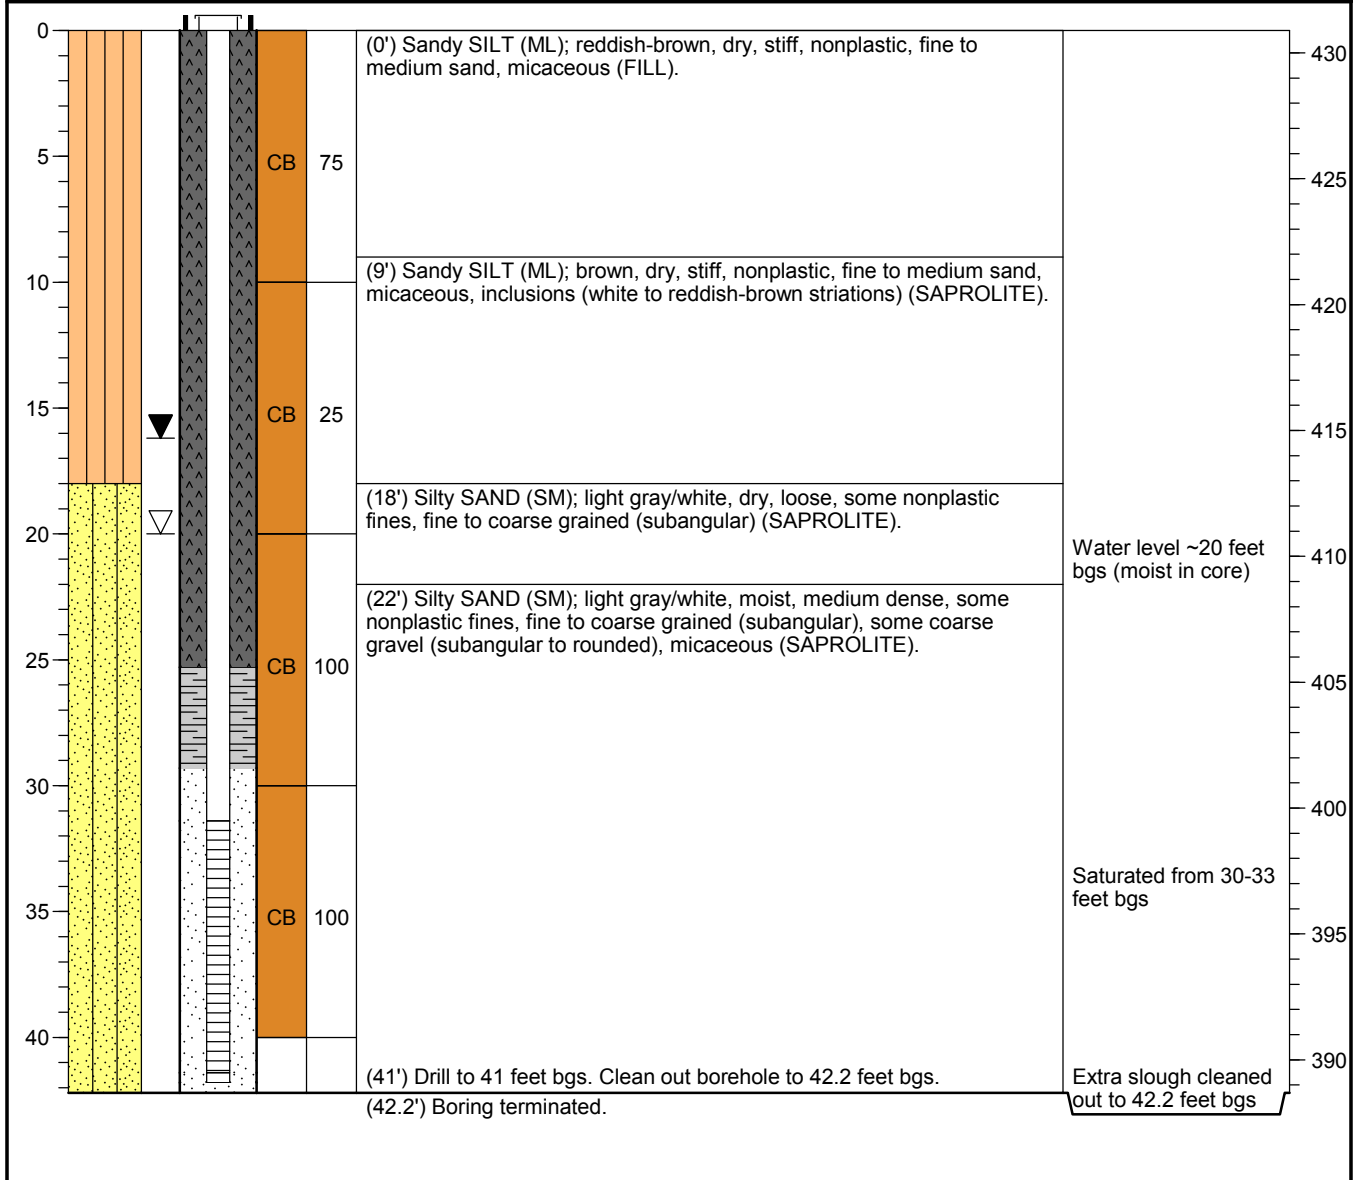 0
5
10
15
20
25
30
35
40
CB
75
CB
25
CB
100
CB
100
(0') Sandy SILT (ML); reddish-brown, dry, stiff, nonplastic, fine to
medium sand, micaceous (FILL).
(9') Sandy SILT (ML); brown, dry, stiff, nonplastic, fine to medium sand,
micaceous, inclusions (white to reddish-brown striations) (SAPROLITE).
(18') Silty SAND (SM); light gray/white, dry, loose, some nonplastic
fines, fine to coarse grained (subangular) (SAPROLITE).
(22') Silty SAND (SM); light gray/white, moist, medium dense, some
nonplastic fines, fine to coarse grained (subangular), some coarse
gravel (subangular to rounded), micaceous (SAPROLITE).
(41') Drill to 41 feet bgs. Clean out borehole to 42.2 feet bgs.
(42.2') Boring terminated.
Water level ~20 feet
bgs (moist in core)
Saturated from 30-33
feet bgs
Extra slough cleaned
out to 42.2 feet bgs
430
425
420
415
410
405
400
395
390